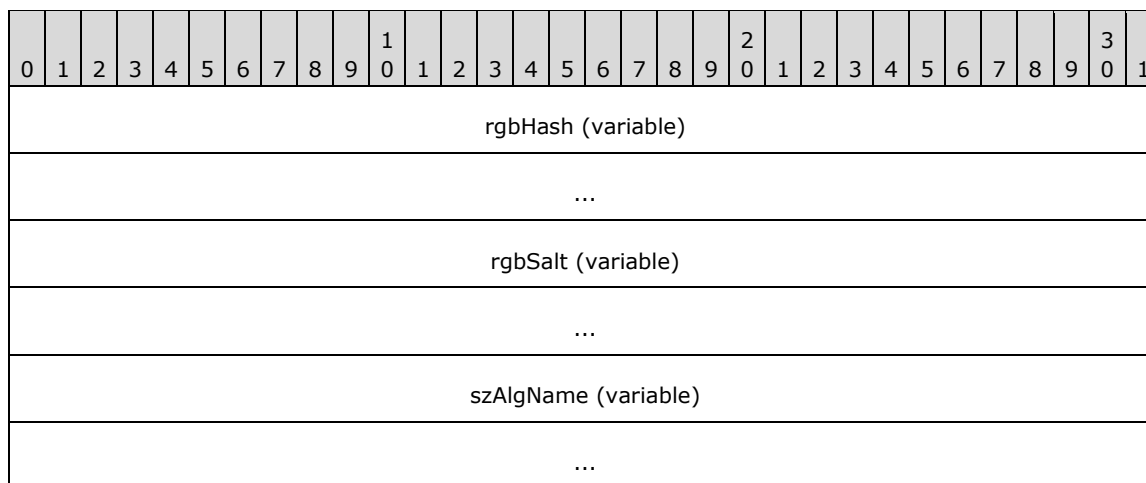 1 2 3
0 1 2 3 4 5 6 7 8 9 0 1 2 3 4 5 6 7 8 9 0 1 2 3 4 5 6 7 8 9 0 1
rgbHash (variable)
...
rgbSalt (variable)
...
szAlgName (variable)
...